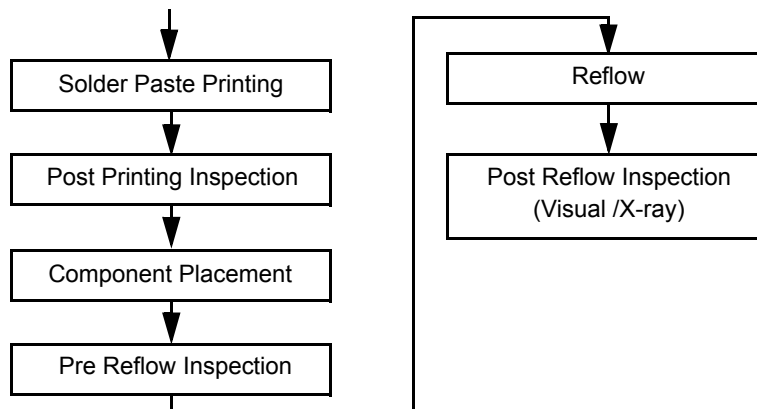 Solder Paste Printing
Post Printing Inspection
Component Placement
Pre Reflow Inspection
Reflow
Post Reflow Inspection
(Visual /X-ray)